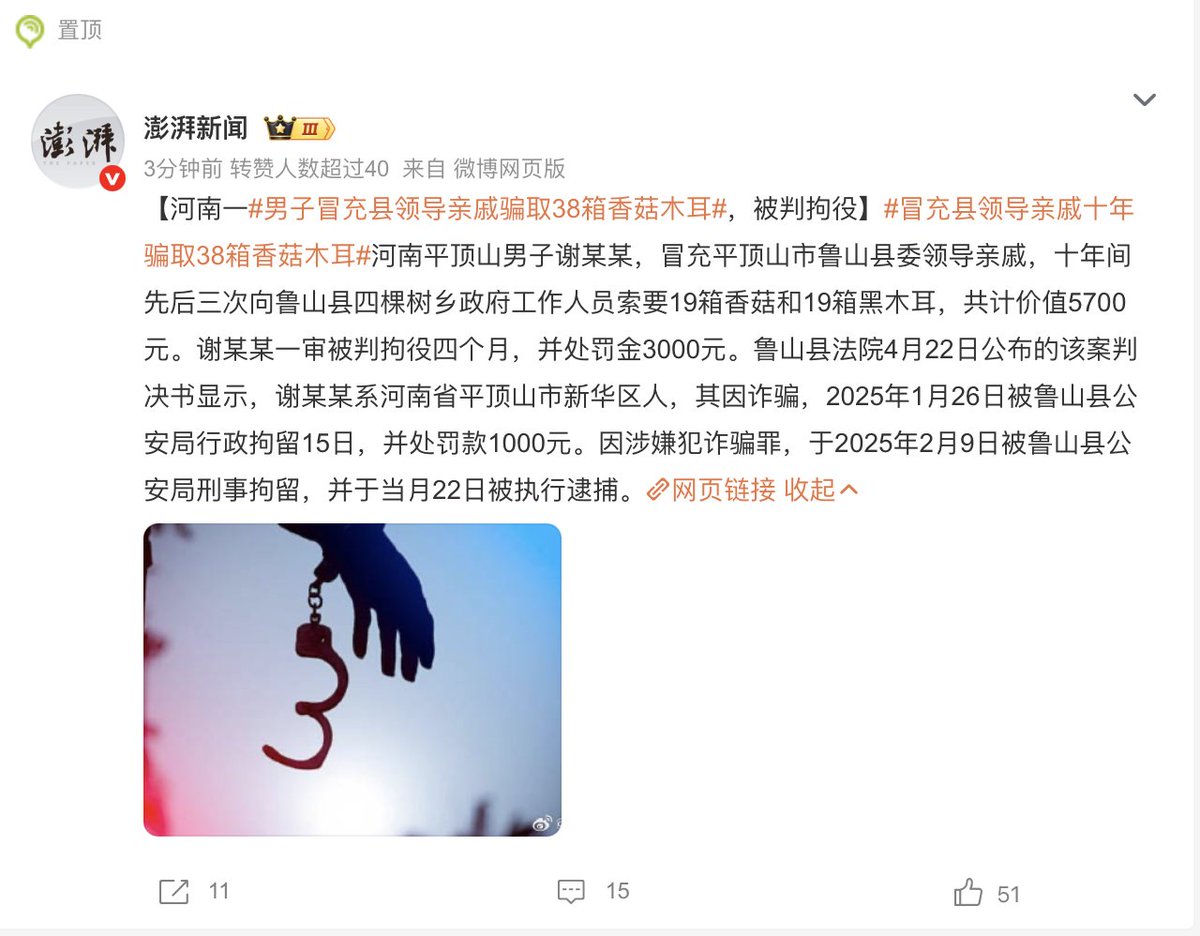 置顶
澎湃
THE PAPER
V
澎湃新闻 III
3分钟前 转赞人数超过40 来自 微博网页版
【河南一#男子冒充县领导亲戚骗取38箱香菇木耳#，被判拘役】#冒充县领导亲戚十年
骗取38箱香菇木耳#河南平顶山男子谢某某，冒充平顶山市鲁山县委领导亲戚，十年间
先后三次向鲁山县四棵树乡政府工作人员索要19箱香菇和19箱黑木耳，共计价值5700
元。谢某某一审被判拘役四个月，并处罚金3000元。鲁山县法院4月22日公布的该案判
决书显示，谢某某系河南省平顶山市新华区人，其因诈骗，2025年1月26日被鲁山县公
安局行政拘留15日，并处罚款1000元。因涉嫌犯诈骗罪，于2025年2月9日被鲁山县公
安局刑事拘留，并于当月22日被执行逮捕。网页链接 收起
11
15
51